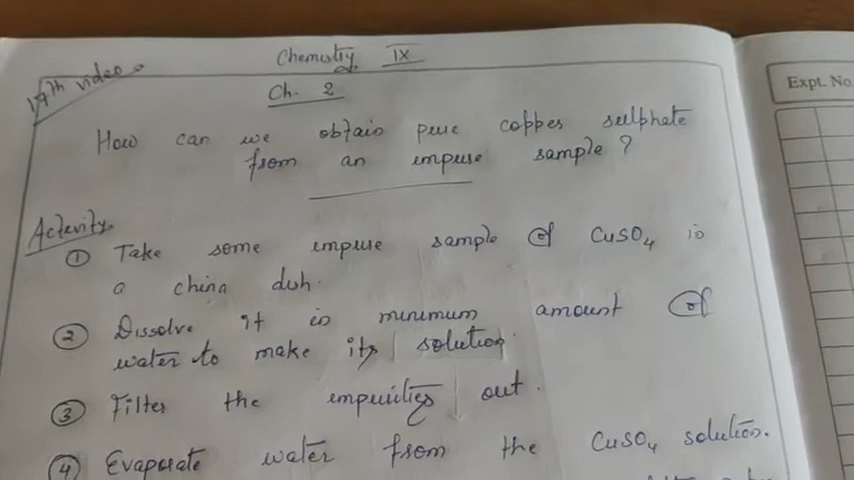 Chemistry IX
17th video.
Ch. 2
How can we obtain pure copper sulphate
from an impure sample?
Activity
① Take some impure sample of CuSO4 in
a china dish.
② Dissolve it in minimum amount of
water to make its solution.
③ Filter the impurities out.
④ Evaporate water from the CuSO4 solution.
Expt. No